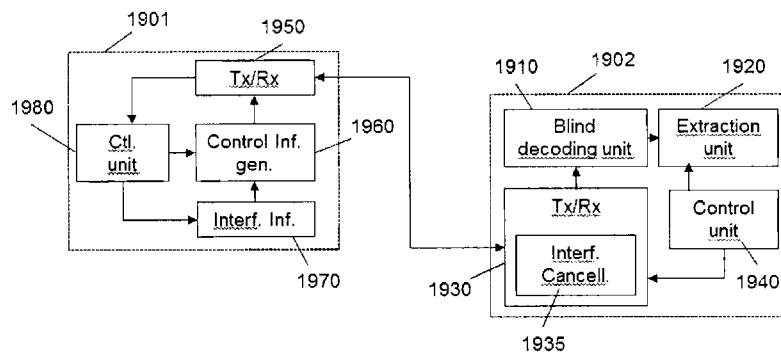 1901
1950
Tx/Rx
1980
Ctl.
unit
Control Inf.
gen.
1960
Interf. Inf.
1970
1910
1902
1920
Blind
decoding unit
Extraction
unit
Tx/Rx
Control
unit
Interf.
Cancell.
1930
1940
1935